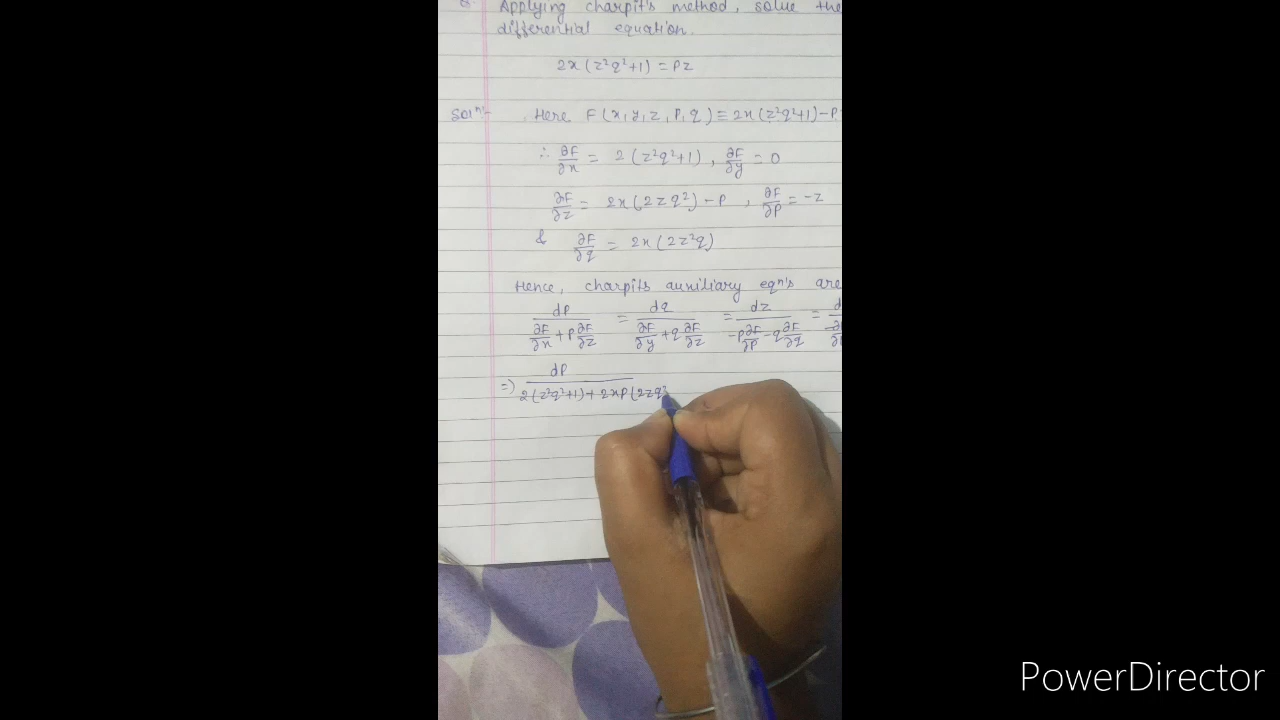 Q. Applying charpit's method, solve the
differential equation.
2x(z²q²+1) = Pz
Solⁿ:- Here F(x,y,z,P,q) ≡ 2x(z²q²+1)-P
∴ ∂F/∂x = 2(z²q²+1), ∂F/∂y = 0
∂F/∂z = 2x(2zq²)-P, ∂F/∂P = -z
& ∂F/∂q = 2x(2z²q)
Hence, charpits auxiliary eqⁿ's are
dP/(∂F/∂x + P ∂F/∂z) = dq/(∂F/∂y + q ∂F/∂z) = dz/(-P ∂F/∂P - q ∂F/∂q) =
=) dP/(2(z²q²+1)+2xP(2zq²
PowerDirector